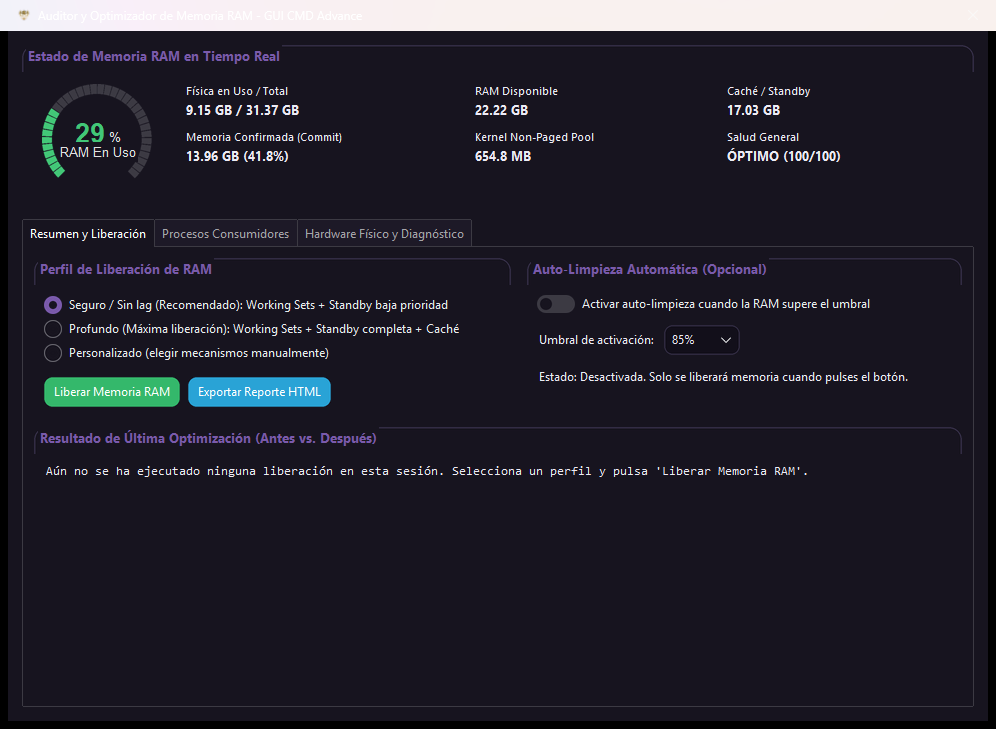 Auditor y Optimizador de Memoria RAM - GUI CMD Advance
Estado de Memoria RAM en Tiempo Real
29 %
RAM En Uso
Física en Uso / Total
9.15 GB / 31.37 GB
Memoria Confirmada (Commit)
13.96 GB (41.8%)
RAM Disponible
22.22 GB
Kernel Non-Paged Pool
654.8 MB
Caché / Standby
17.03 GB
Salud General
ÓPTIMO (100/100)
Resumen y Liberación
Procesos Consumidores
Hardware Físico y Diagnóstico
Perfil de Liberación de RAM
Seguro / Sin lag (Recomendado): Working Sets + Standby baja prioridad
Profundo (Máxima liberación): Working Sets + Standby completa + Caché
Personalizado (elegir mecanismos manualmente)
Liberar Memoria RAM
Exportar Reporte HTML
Auto-Limpieza Automática (Opcional)
Activar auto-limpieza cuando la RAM supere el umbral
Umbral de activación:
85%
Estado: Desactivada. Solo se liberará memoria cuando pulses el botón.
Resultado de Última Optimización (Antes vs. Después)
Aún no se ha ejecutado ninguna liberación en esta sesión. Selecciona un perfil y pulsa 'Liberar Memoria RAM'.